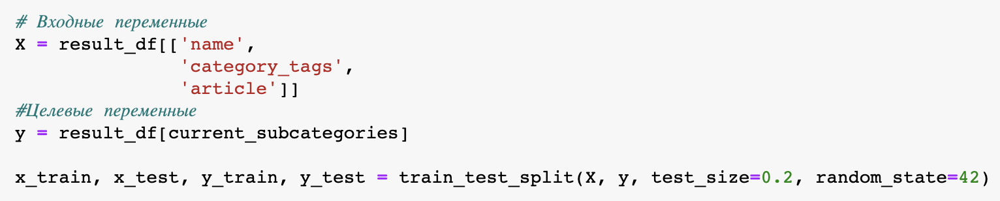 # Входные переменные
X = result_df[['name',
'category_tags',
'article']]
#Целевые переменные
y = result_df[current_subcategories]
x_train, x_test, y_train, y_test = train_test_split(X, y, test_size=0.2, random_state=42)